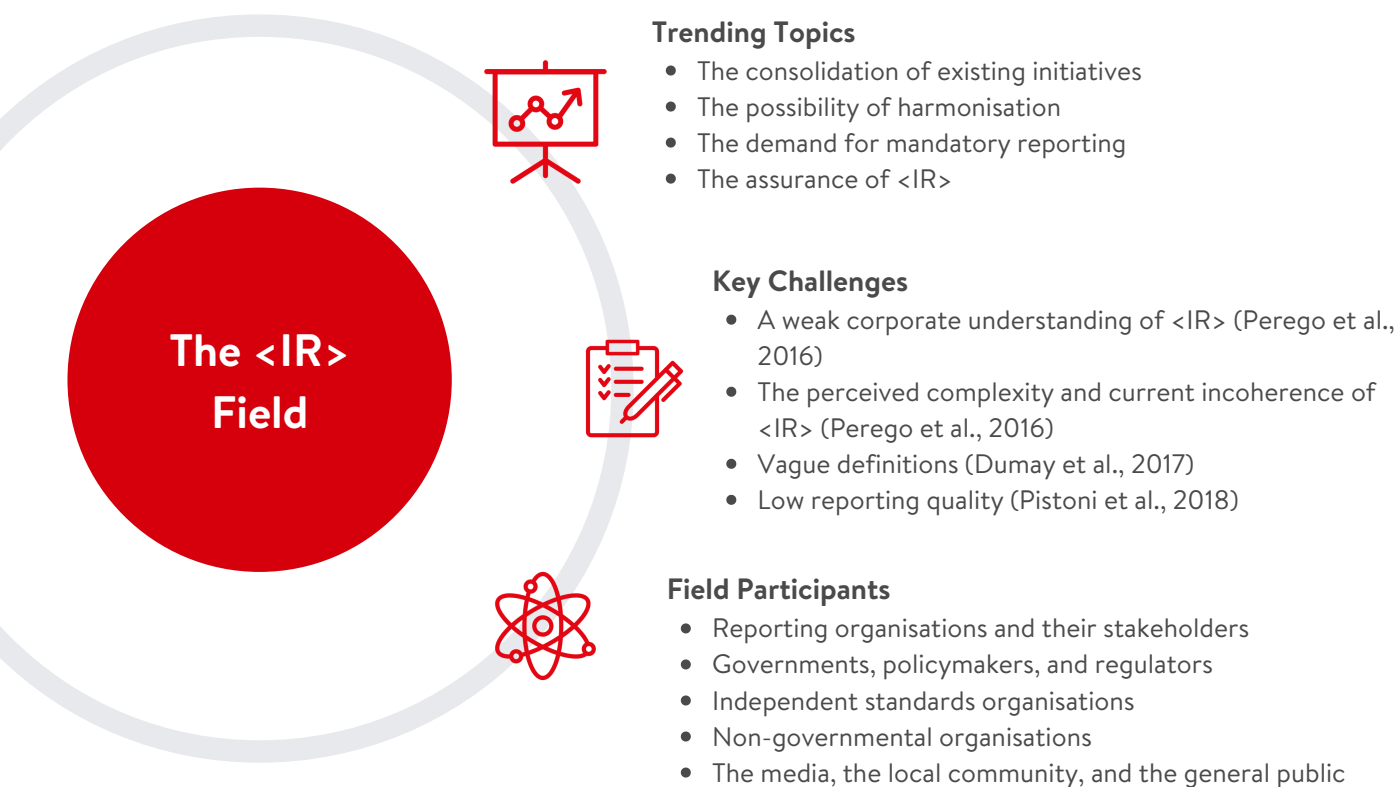 The <IR>
Field
Trending Topics
• The consolidation of existing initiatives
• The possibility of harmonisation
• The demand for mandatory reporting
• The assurance of <IR>
Key Challenges
• A weak corporate understanding of <IR> (Perego et al.,
2016)
• The perceived complexity and current incoherence of
<IR> (Perego et al., 2016)
• Vague definitions (Dumay et al., 2017)
• Low reporting quality (Pistoni et al., 2018)
Field Participants
• Reporting organisations and their stakeholders
• Governments, policymakers, and regulators
• Independent standards organisations
• Non-governmental organisations
• The media, the local community, and the general public